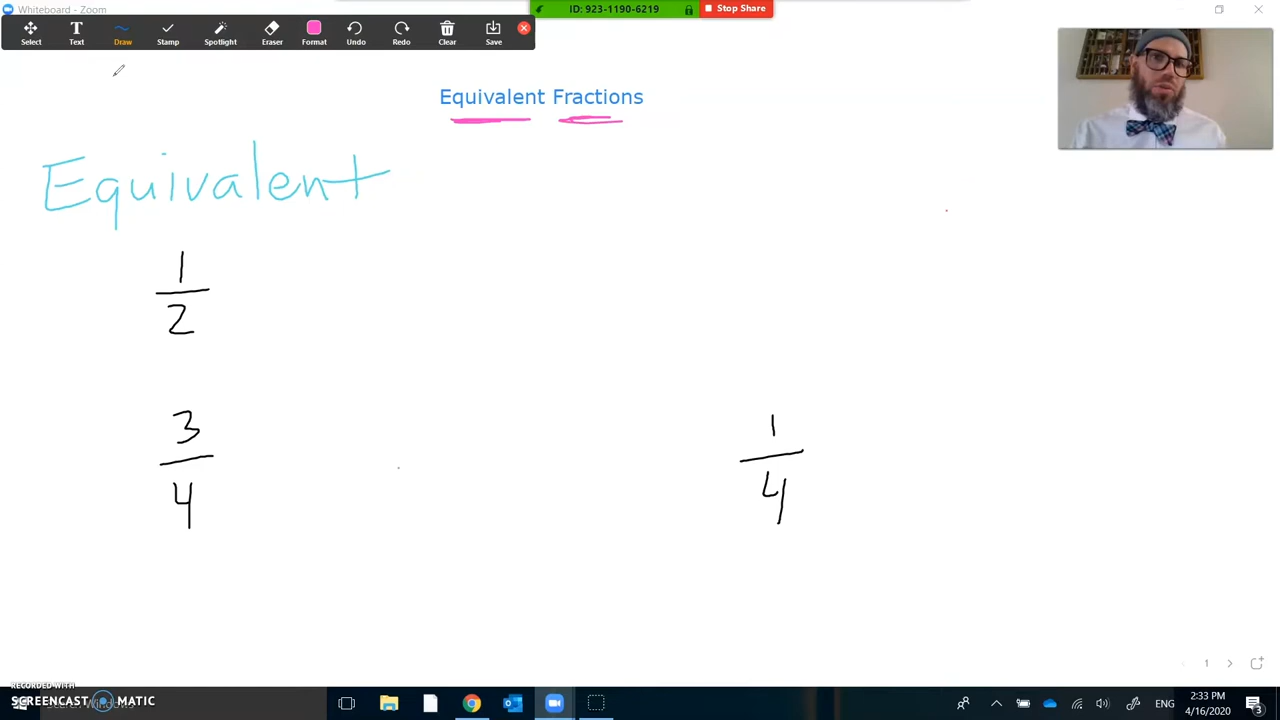 Whiteboard - Zoom
ID: 923-1190-6219
Stop Share
Select
Text
Draw
Stamp
Spotlight
Eraser
Format
Undo
Redo
Clear
Save
Equivalent Fractions
Equivalent
1
2
3
4
1
4
1
RECORDED WITH
SCREENCAST MATIC
ENG
2:33 PM
4/16/2020
3